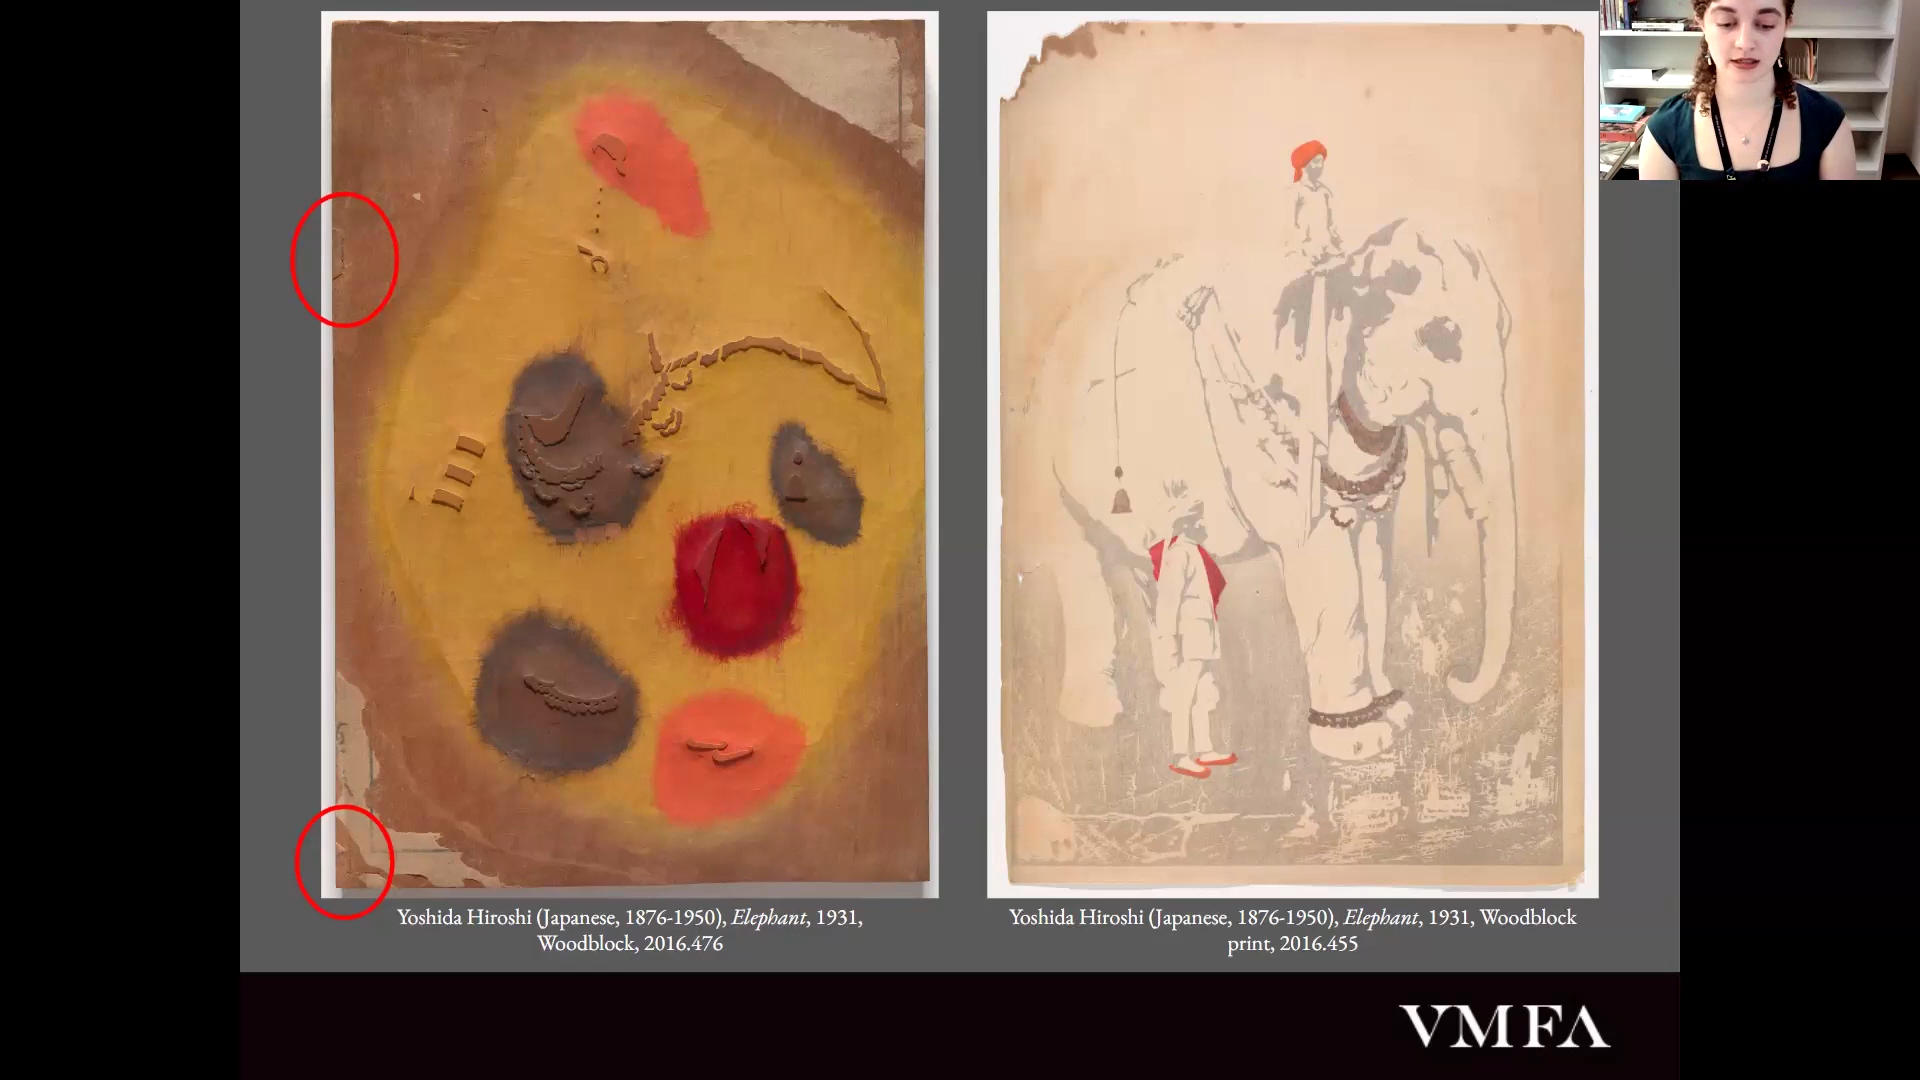 Yoshida Hiroshi (Japanese, 1876-1950), Elephant, 1931,
Woodblock, 2016.476
Yoshida Hiroshi (Japanese, 1876-1950), Elephant, 1931, Woodblock
print, 2016.455
VMFA